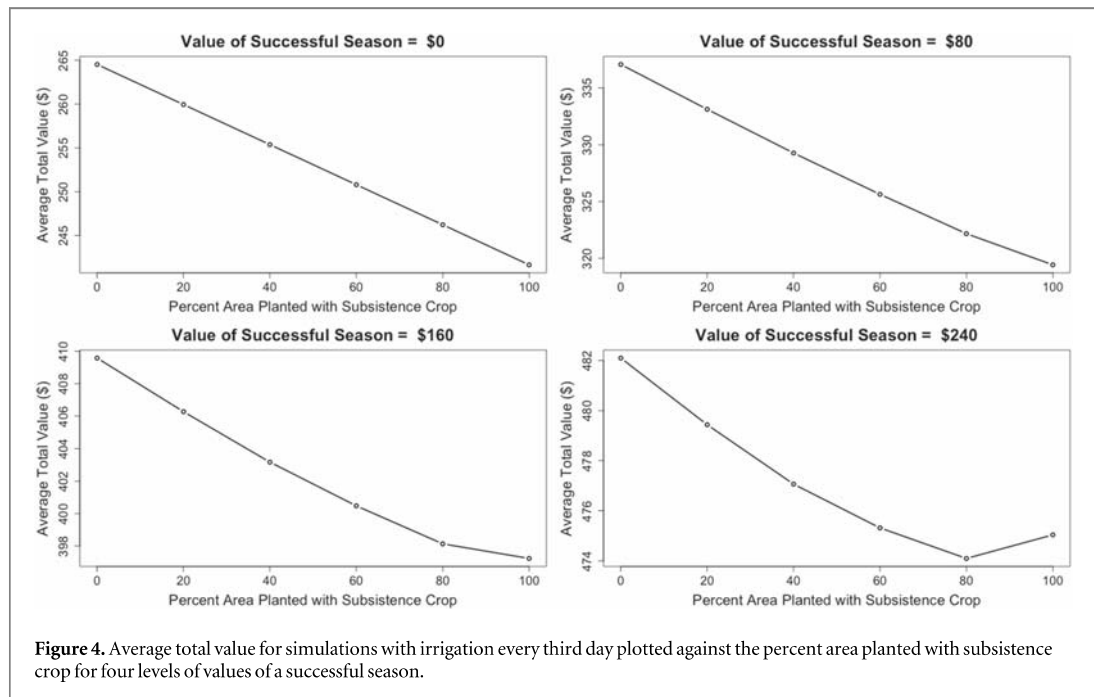 Value of Successful Season = $0
Average Total Value ($)
265
260
255
250
245
0 20 40 60 80 100
Percent Area Planted with Subsistence Crop
Value of Successful Season = $80
Average Total Value ($)
335
330
325
320
0 20 40 60 80 100
Percent Area Planted with Subsistence Crop
Value of Successful Season = $160
Average Total Value ($)
410
408
406
404
402
400
398
0 20 40 60 80 100
Percent Area Planted with Subsistence Crop
Value of Successful Season = $240
Average Total Value ($)
482
480
478
476
474
0 20 40 60 80 100
Percent Area Planted with Subsistence Crop
Figure 4. Average total value for simulations with irrigation every third day plotted against the percent area planted with subsistence
crop for four levels of values of a successful season.